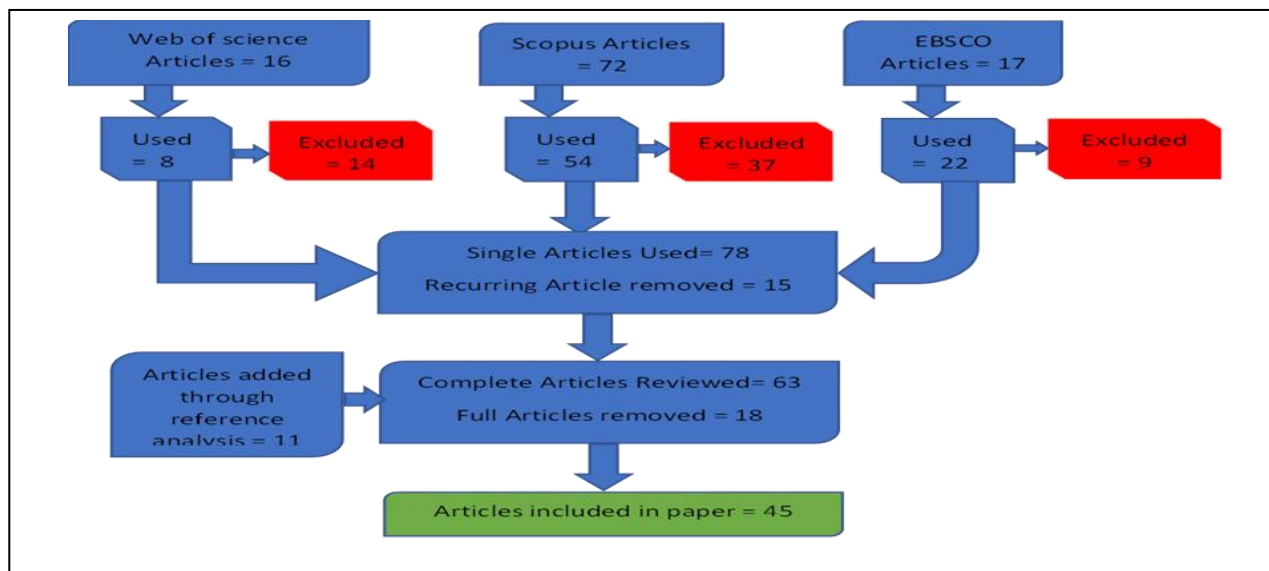 Web of science
Articles = 16
Scopus Articles
= 72
EBSCO
Articles = 17
Used
= 8
Excluded
= 14
Used
= 54
Excluded
= 37
Used
= 22
Excluded
= 9
Single Articles Used= 78
Recurring Article removed = 15
Articles added
through
reference
analysis = 11
Complete Articles Reviewed= 63
Full Articles removed = 18
Articles included in paper = 45